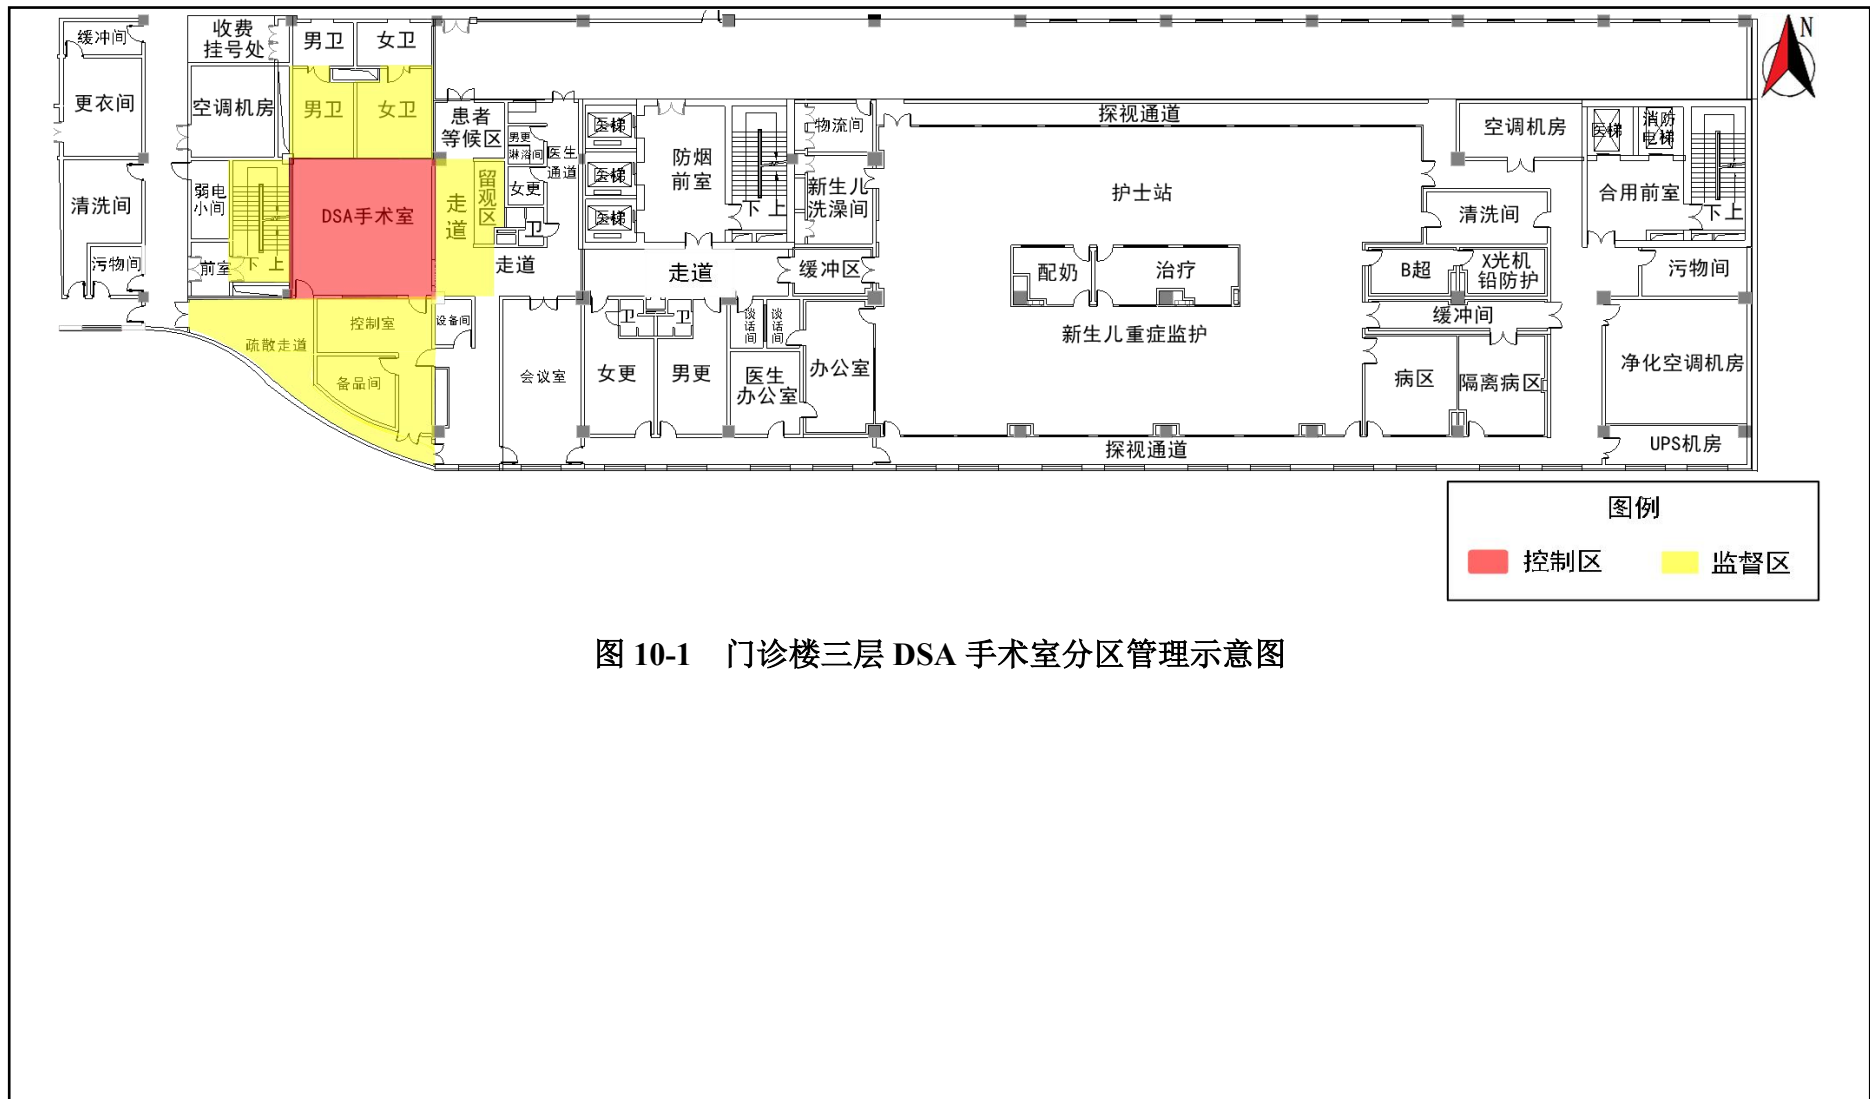 缓冲间
更衣间
清洗间
污物间
收费
挂号处
空调机房
弱电
小间
前室
下 上
男卫
女卫
男卫
女卫
DSA手术室
走
道
留
观
区
患者
等候区
男更
淋浴间
女更
卫
医生
通道
走道
控制室
疏散走道
备品间
设备间
会议室
医梯
医梯
医梯
防烟
前室
下 上
走道
卫
卫
女更
男更
谈
话
间
谈
话
间
医生
办公室
办公室
物流间
新生儿
洗澡间
缓冲区
探视通道
护士站
配奶
治疗
新生儿重症监护
探视通道
空调机房
医梯
消防
电梯
合用前室
下 上
清洗间
B超
X光机
铅防护
污物间
缓冲间
病区
隔离病区
净化空调机房
UPS机房
N
图例
控制区
监督区
图 10-1 门诊楼三层 DSA 手术室分区管理示意图